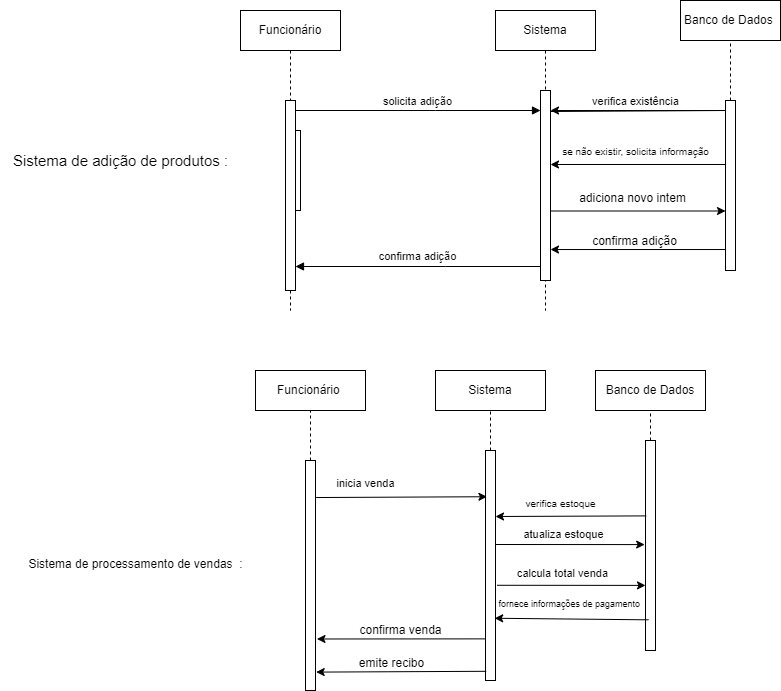 Funcionário
Sistema
Banco de Dados
solicita adição
verifica existência
Sistema de adição de produtos :
se não existir, solicita informação
adiciona novo intem
confirma adição
confirma adição
Funcionário
Sistema
Banco de Dados
inicia venda
verifica estoque
atualiza estoque
Sistema de processamento de vendas :
calcula total venda
fornece informações de pagamento
confirma venda
emite recibo